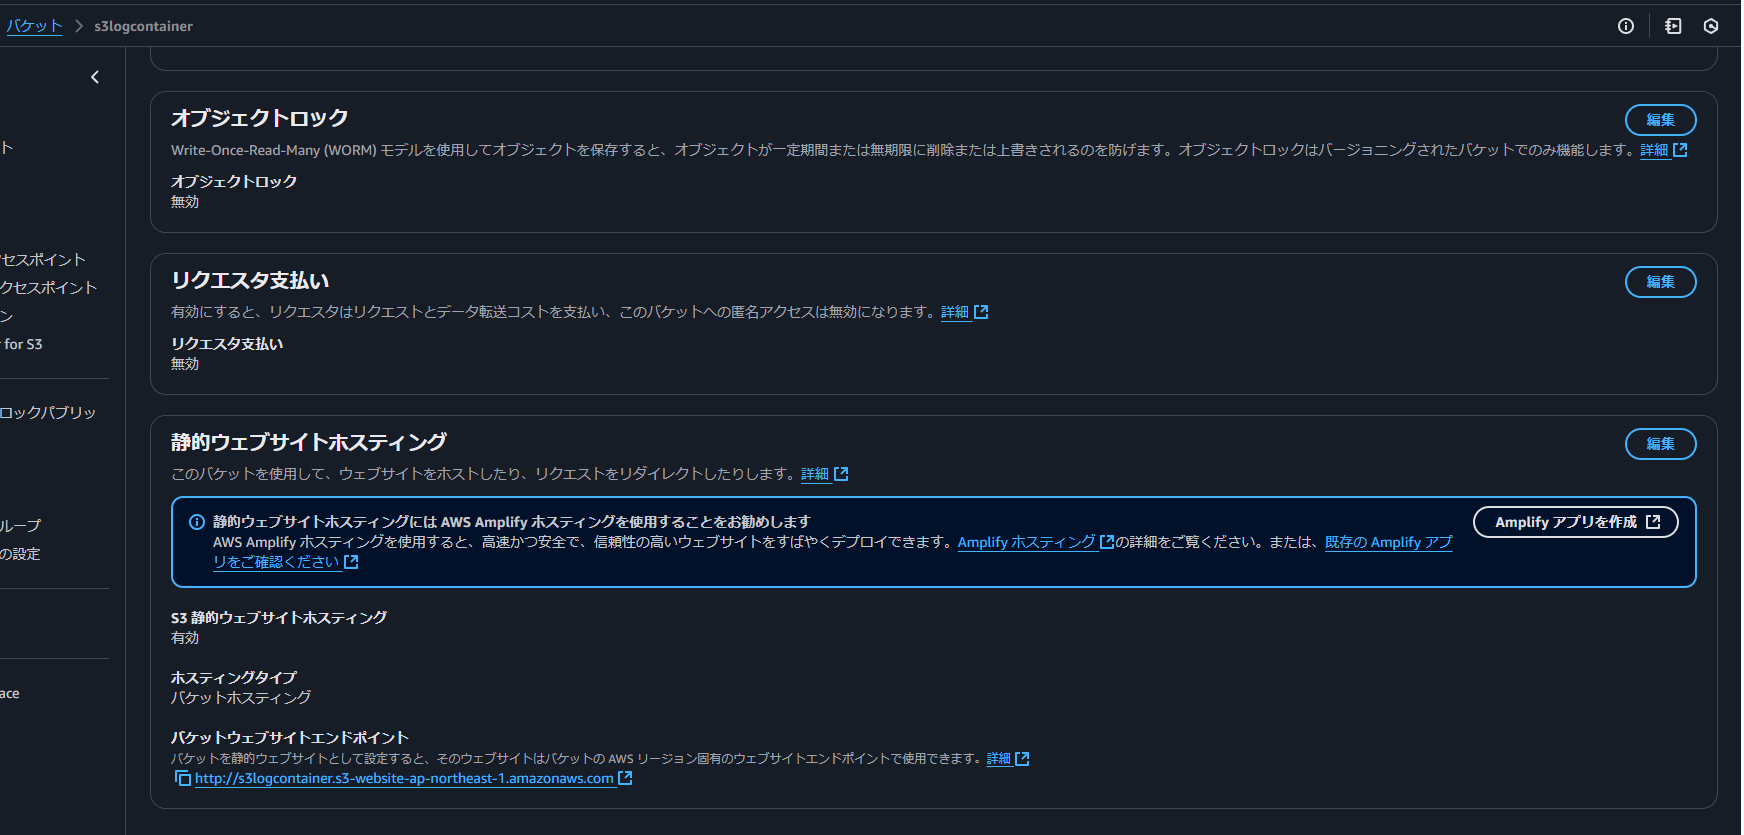 バケット > s3logcontainer
オブジェクトロック
編集
Write-Once-Read-Many (WORM) モデルを使用してオブジェクトを保存すると、オブジェクトが一定期間または無期限に削除または上書きされるのを防げます。オブジェクトロックはバージョニングされたバケットでのみ機能します。詳細
オブジェクトロック
無効
リクエスタ支払い
編集
有効にすると、リクエスタはリクエストとデータ転送コストを支払い、このバケットへの匿名アクセスは無効になります。詳細
リクエスタ支払い
無効
静的ウェブサイトホスティング
編集
このバケットを使用して、ウェブサイトをホストしたり、リクエストをリダイレクトしたりします。詳細
静的ウェブサイトホスティングには AWS Amplify ホスティングを使用することをお勧めします
AWS Amplify ホスティングを使用すると、高速かつ安全で、信頼性の高いウェブサイトをすばやくデプロイできます。Amplify ホスティングの詳細をご覧ください。または、既存の Amplify アプ
リをご確認ください
Amplify アプリを作成
S3 静的ウェブサイトホスティング
有効
ホスティングタイプ
バケットホスティング
バケットウェブサイトエンドポイント
バケットを静的ウェブサイトとして設定すると、そのウェブサイトはバケットの AWS リージョン固有のウェブサイトエンドポイントで使用できます。詳細
http://s3logcontainer.s3-website-ap-northeast-1.amazonaws.com
ト
セスポイント
クセスポイント
ン
for S3
ロックパブリッ
ループ
の設定
ace